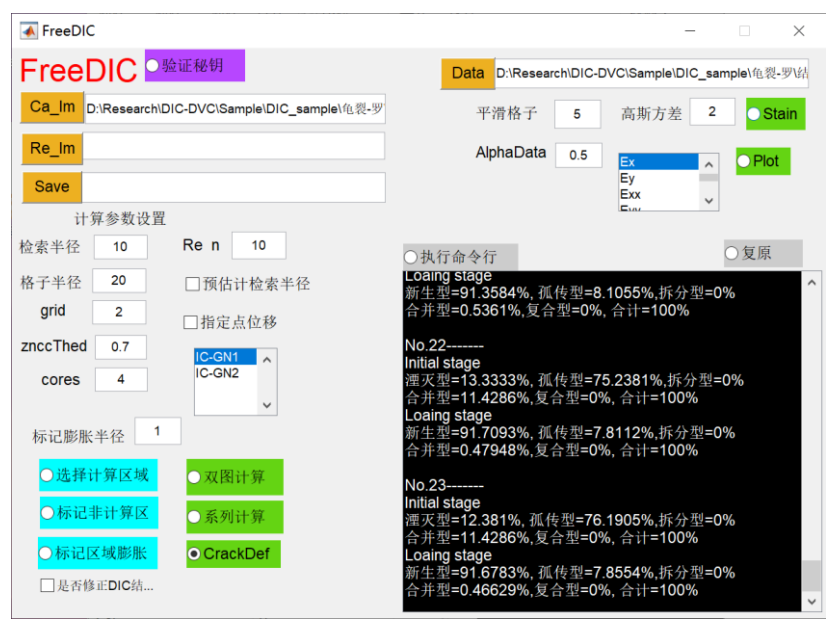 FreeDIC
FreeDIC
验证秘钥
Ca_Im
D:\Research\DIC-DVC\Sample\DIC_sample\龟裂-罗
Re_Im
Save
计算参数设置
检索半径
10
Re n
10
格子半径
20
预估计检索半径
grid
2
指定点位移
znccThed
0.7
IC-GN1
IC-GN2
cores
4
标记膨胀半径
1
选择计算区域
双图计算
标记非计算区
系列计算
标记区域膨胀
CrackDef
是否修正DIC结...
Data
D:\Research\DIC-DVC\Sample\DIC_sample\龟裂-罗\结
平滑格子
5
高斯方差
2
Stain
AlphaData
0.5
Ex
Ey
Exx
Plot
执行命令行
复原
Loaing stage
新生型=91.3584%, 孤传型=8.1055%,拆分型=0%
合并型=0.5361%,复合型=0%, 合计=100%
No.22-------
Initial stage
湮灭型=13.3333%, 孤传型=75.2381%,拆分型=0%
合并型=11.4286%,复合型=0%, 合计=100%
Loaing stage
新生型=91.7093%, 孤传型=7.8112%,拆分型=0%
合并型=0.47948%,复合型=0%, 合计=100%
No.23-------
Initial stage
湮灭型=12.381%, 孤传型=76.1905%,拆分型=0%
合并型=11.4286%,复合型=0%, 合计=100%
Loaing stage
新生型=91.6783%, 孤传型=7.8554%,拆分型=0%
合并型=0.46629%,复合型=0%, 合计=100%